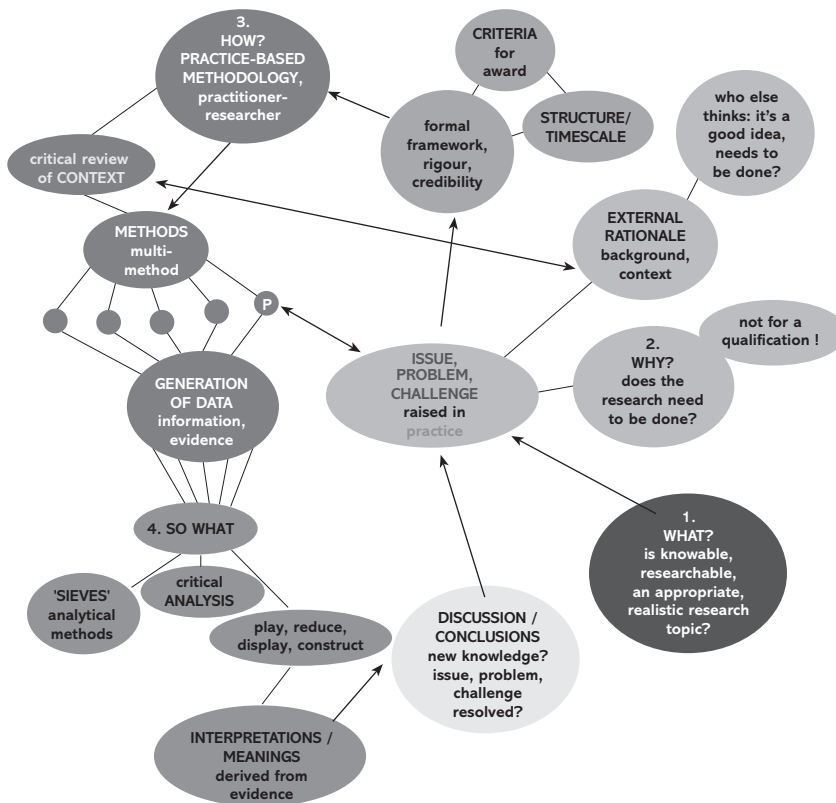 3.
HOW?
PRACTICE-BASED
METHODOLOGY,
practitioner-
researcher
CRITERIA
for
award
formal
framework,
rigour,
credibility
STRUCTURE/
TIMESCALE
who else
thinks: it's a
good idea,
needs to
be done?
critical review
of CONTEXT
METHODS
multi-
method
P
EXTERNAL
RATIONALE
background,
context
not for a
qualification !
2.
WHY?
does the
research need
to be done?
ISSUE,
PROBLEM,
CHALLENGE
raised in
practice
GENERATION
OF DATA
information,
evidence
1.
WHAT?
is knowable,
researchable,
an appropriate,
realistic research
topic?
4. SO WHAT
'SIEVES'
analytical
methods
critical
ANALYSIS
play, reduce,
display, construct
DISCUSSION /
CONCLUSIONS
new knowledge?
issue, problem,
challenge
resolved?
INTERPRETATIONS /
MEANINGS
derived from
evidence